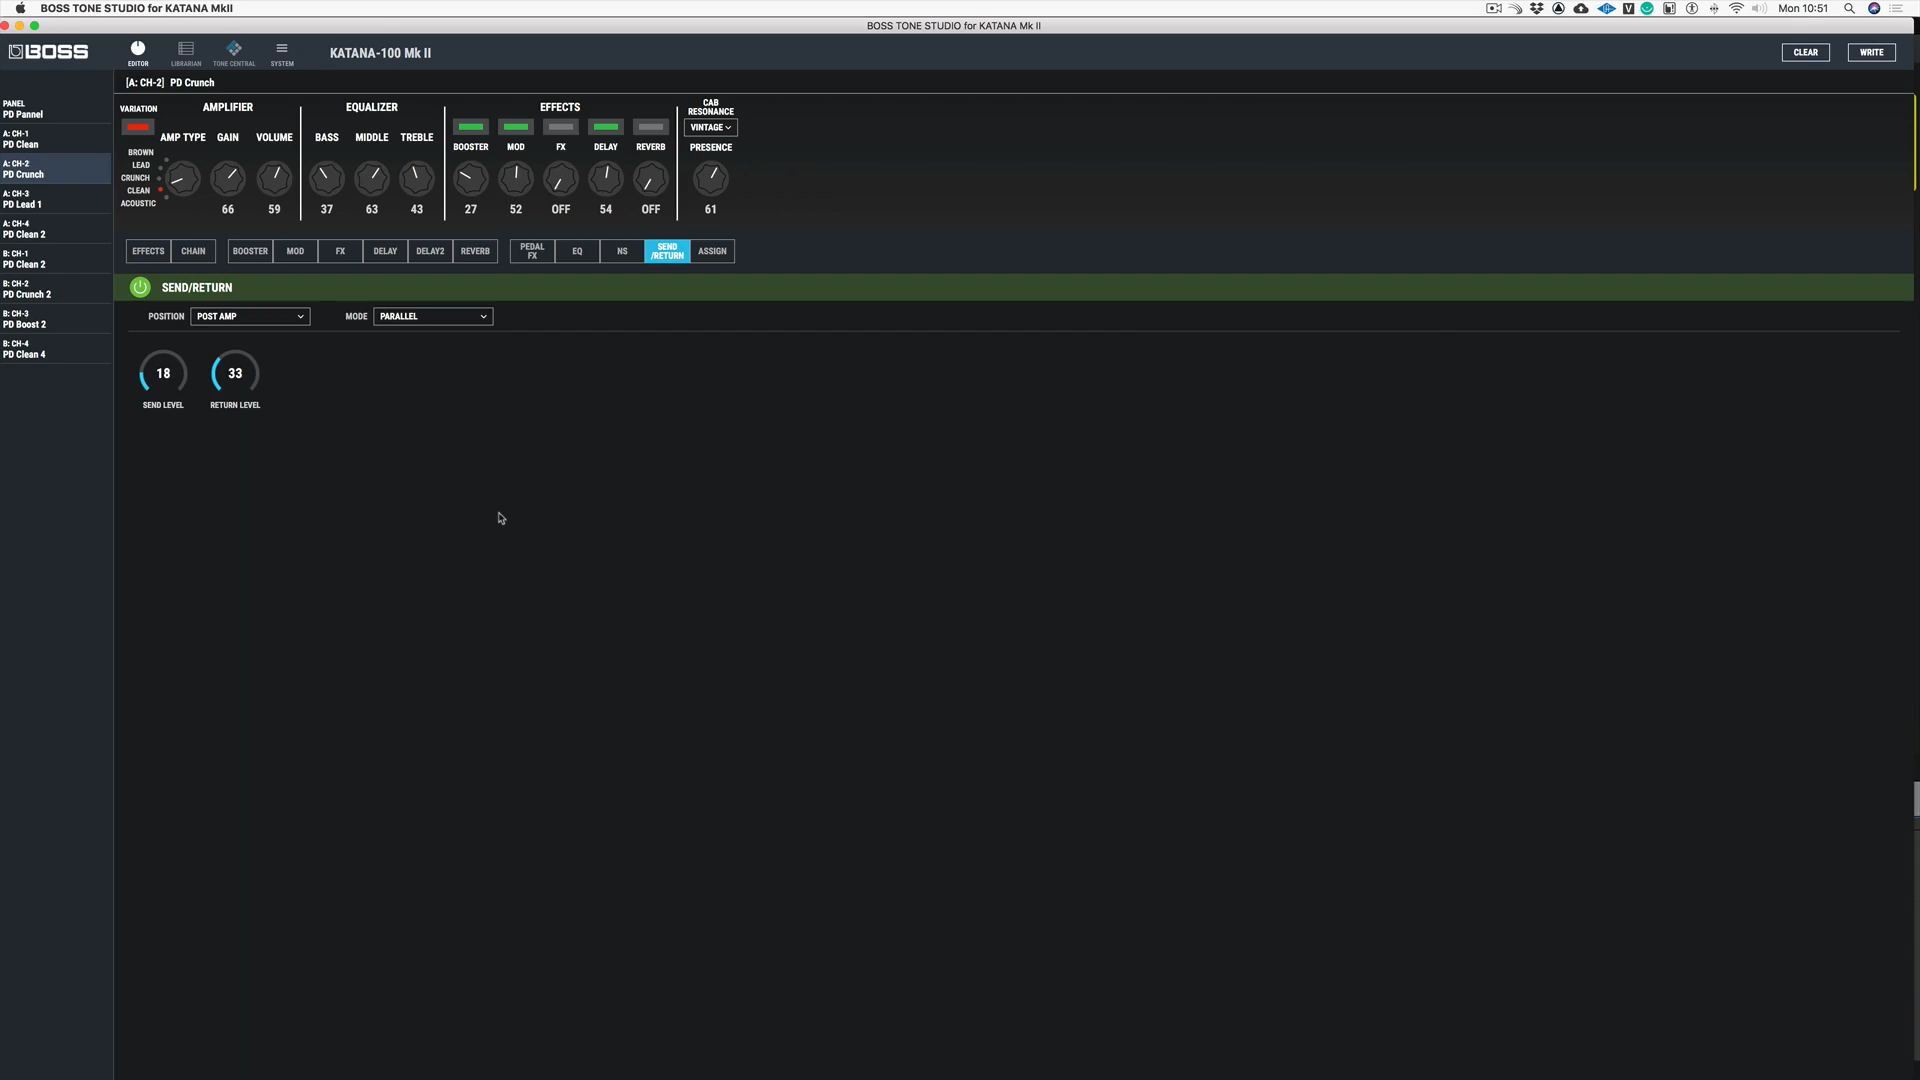 BOSS TONE STUDIO for KATANA MkII
Mon 10:51
BOSS TONE STUDIO for KATANA Mk II
BOSS
EDITOR
LIBRARIAN
TONE CENTRAL
SYSTEM
KATANA-100 Mk II
CLEAR
WRITE
[A: CH-2] PD Crunch
PANEL
PD Pannel
A: CH-1
PD Clean
A: CH-2
PD Crunch
A: CH-3
PD Lead 1
A: CH-4
PD Clean 2
B: CH-1
PD Clean 2
B: CH-2
PD Crunch 2
B: CH-3
PD Boost 2
B: CH-4
PD Clean 4
VARIATION
AMPLIFIER
AMP TYPE
GAIN
VOLUME
BROWN
LEAD
CRUNCH
CLEAN
ACOUSTIC
66
59
EQUALIZER
BASS
MIDDLE
TREBLE
37
63
43
EFFECTS
BOOSTER
MOD
FX
DELAY
REVERB
27
52
OFF
54
OFF
CAB
RESONANCE
VINTAGE
PRESENCE
61
EFFECTS
CHAIN
BOOSTER
MOD
FX
DELAY
DELAY2
REVERB
PEDAL
FX
EQ
NS
SEND
/RETURN
ASSIGN
SEND/RETURN
POSITION
POST AMP
MODE
PARALLEL
18
33
SEND LEVEL
RETURN LEVEL